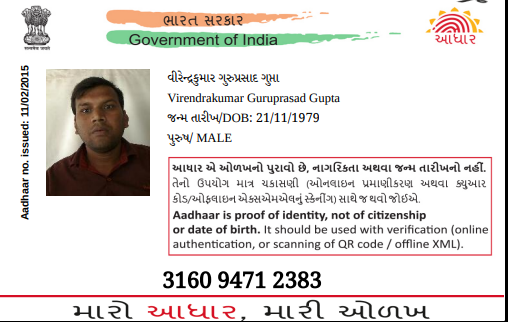 ભારત સરકાર
Government of India
આધાર
Aadhaar no. issued: 11/02/2015
વીરેન્દ્રકુમાર ગુરુપ્રસાદ ગુપ્તા
Virendrakumar Guruprasad Gupta
જન્મ તારીખ/DOB: 21/11/1979
પુરુષ/ MALE
આધાર એ ઓળખનો પુરાવો છે, નાગરિકતા અથવા જન્મ તારીખનો નહીં.
તેનો ઉપયોગ માત્ર ચકાસણી (ઓનલાઇન પ્રમાણીકરણ અથવા ક્યુઆર
કોડ/ઓફલાઇન એક્સએમએલનું સ્કેનીંગ) સાથે જ થવો જોઈએ.
Aadhaar is proof of identity, not of citizenship
or date of birth. It should be used with verification (online
authentication, or scanning of QR code / offline XML).
3160 9471 2383
મારો આધાર, મારી ઓળખ